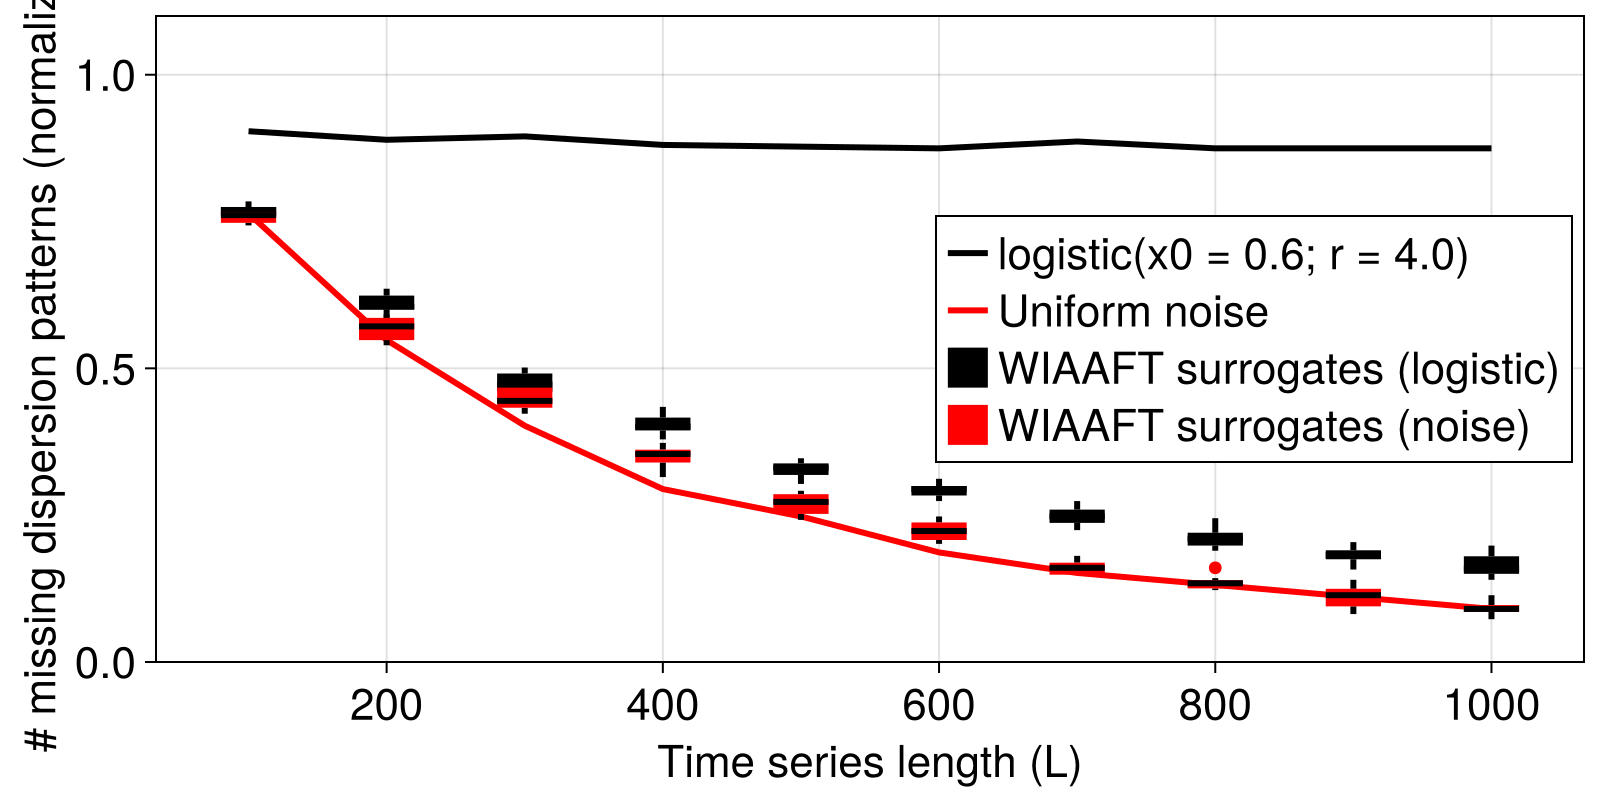 # missing dispersion patterns (normaliz
1.0
0.5
0.0
logistic(x0 = 0.6; r = 4.0)
Uniform noise
WIAAFT surrogates (logistic)
WIAAFT surrogates (noise)
200 400 600 800 1000
Time series length (L)